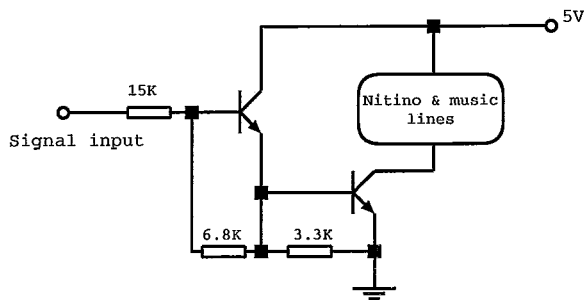 5V
15K
Nitino & music
lines
Signal input
6.8K
3.3K